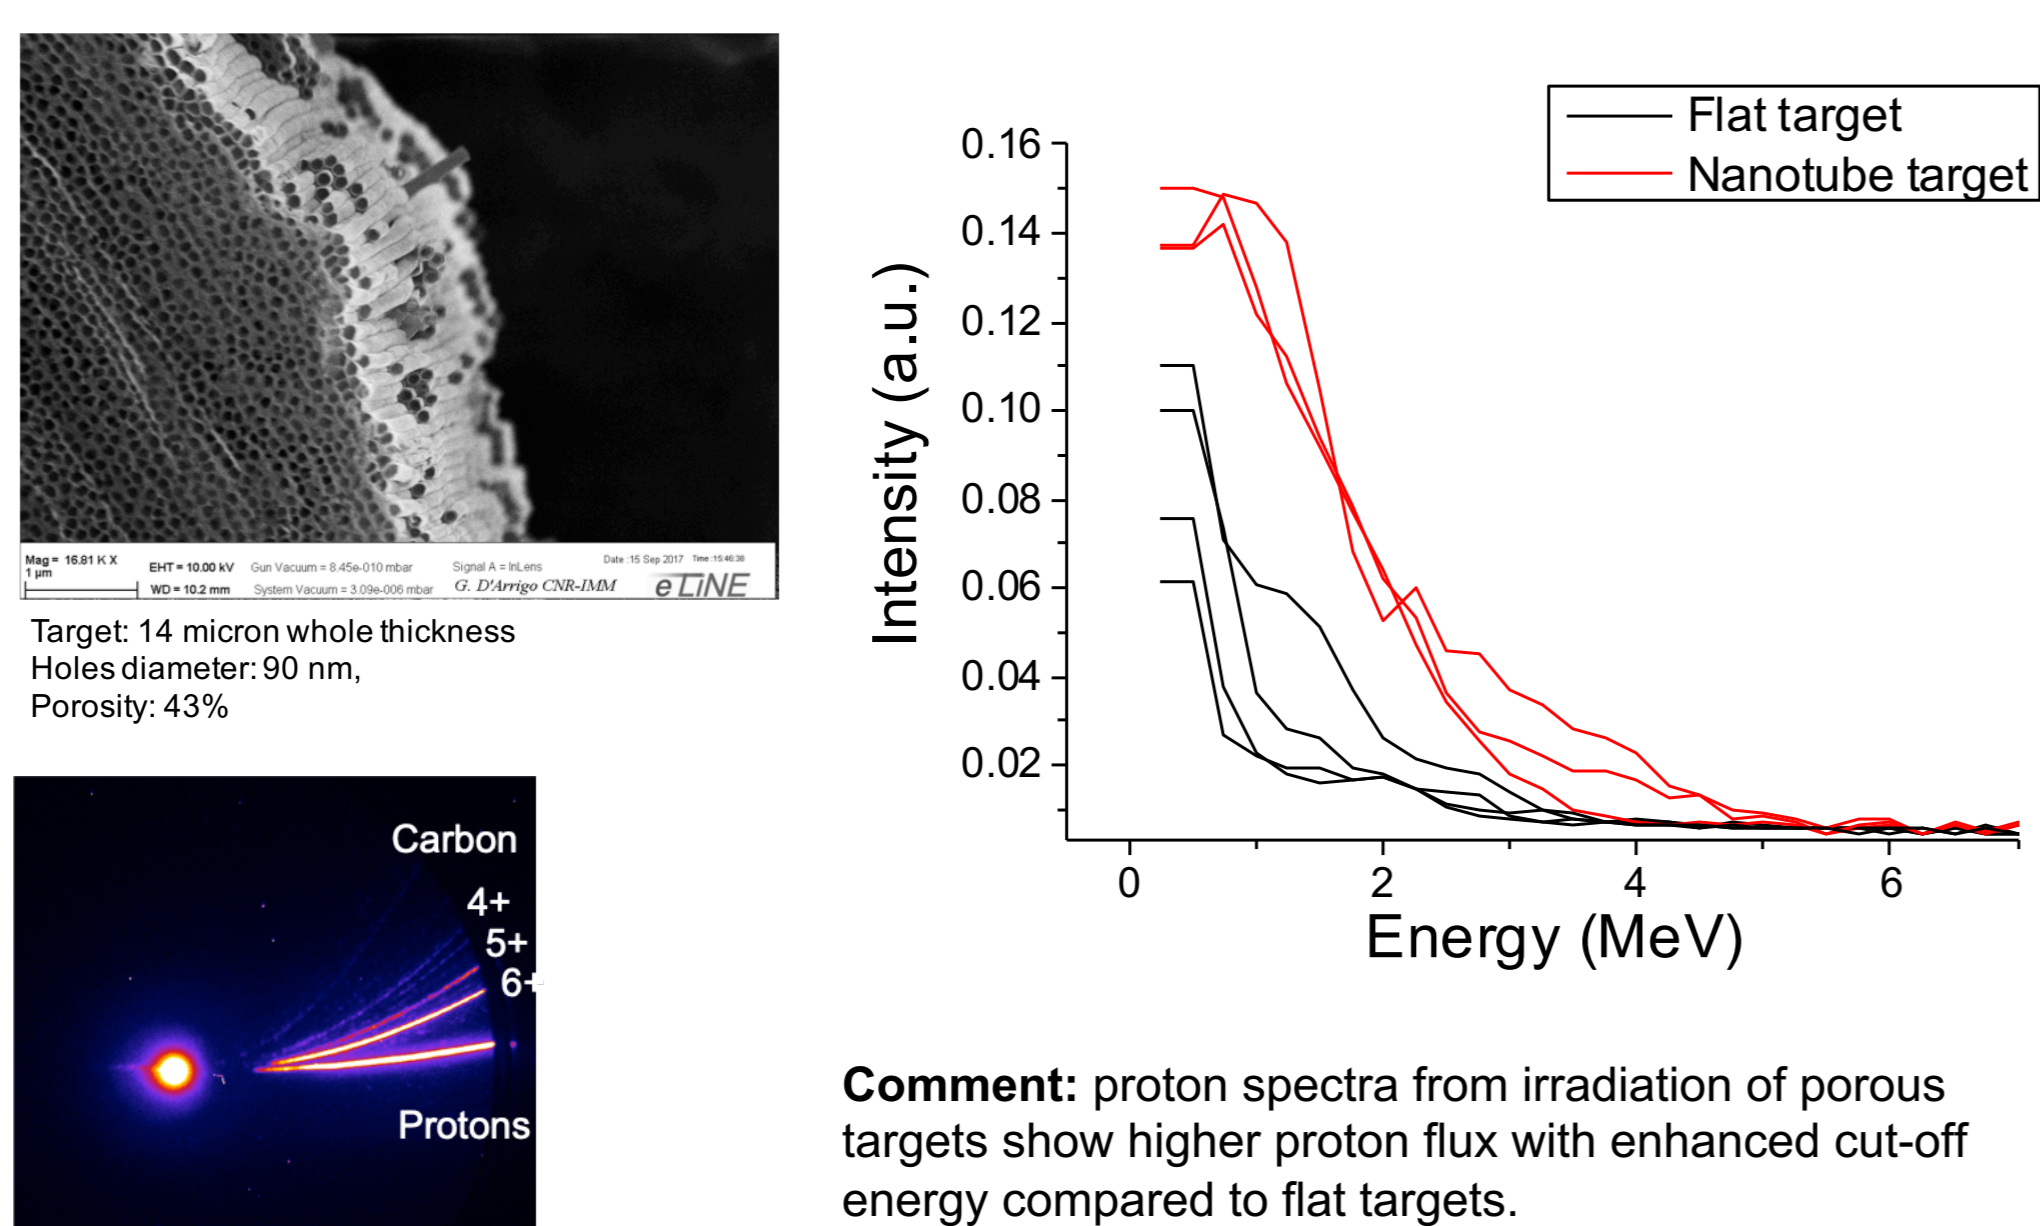 Mag = 16.81 K X
1 µm
EHT = 10.00 kV
WD = 10.2 mm
Gun Vacuum = 8.45e-010 mbar
System Vacuum = 3.09e-006 mbar
Signal A = InLens
G. D'Arrigo CNR-IMM
Date :15 Sep 2017 Time :15:46:38
eLiNE
Target: 14 micron whole thickness
Holes diameter: 90 nm,
Porosity: 43%
Carbon
4+
5+
6+
Protons
Flat target
Nanotube target
0.16
0.14
0.12
0.10
0.08
0.06
0.04
0.02
Intensity (a.u.)
0 2 4 6
Energy (MeV)
Comment: proton spectra from irradiation of porous
targets show higher proton flux with enhanced cut-off
energy compared to flat targets.